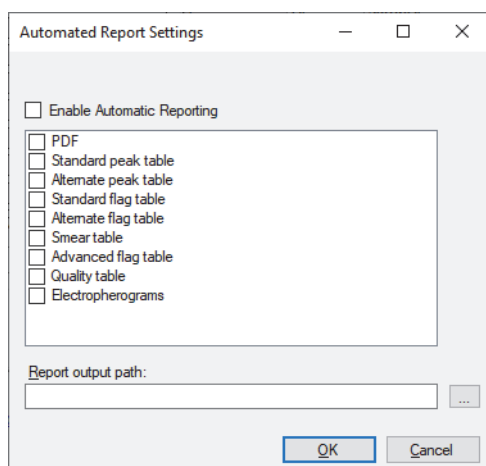 Automated Report Settings
Enable Automatic Reporting
PDF
Standard peak table
Alternate peak table
Standard flag table
Alternate flag table
Smear table
Advanced flag table
Quality table
Electropherograms
Report output path:
...
OK Cancel